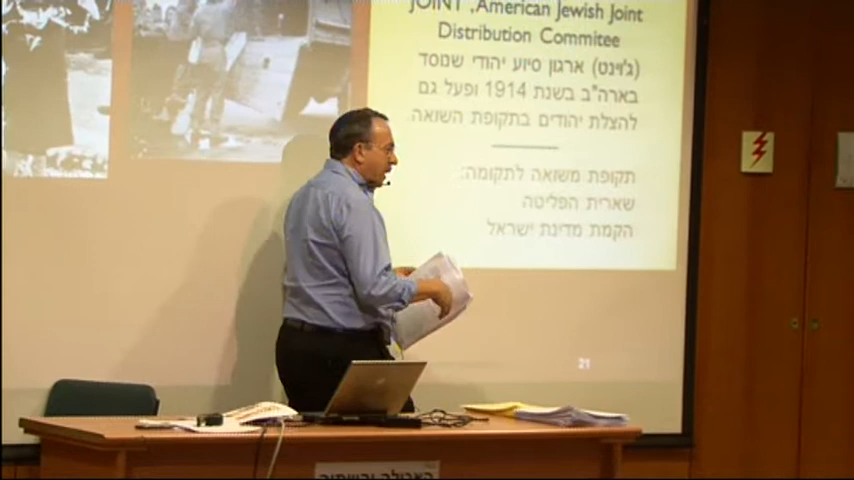 JOINT ,American Jewish Joint
Distribution Committee
(ג'וינט) ארגון סיוע יהודי שנוסד
בארה"ב בשנת 1914 ופעל גם
להצלת יהודים בתקופת השואה
תקופת משואה לתקומה:
שארית הפליטה
הקמת מדינת ישראל
21